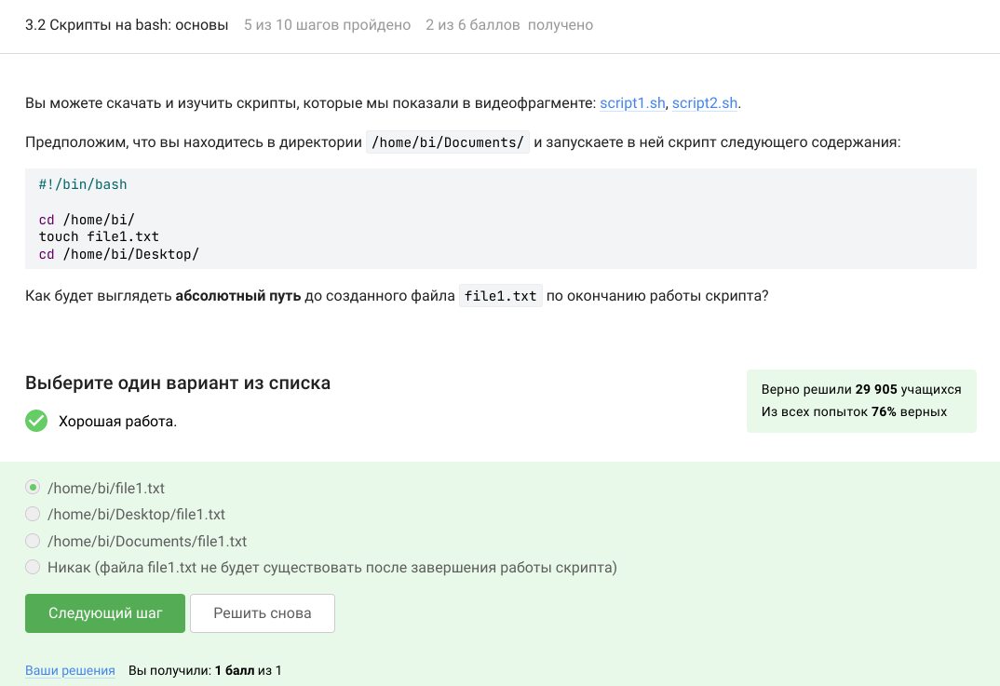 3.2 Скрипты на bash: основы 5 из 10 шагов пройдено 2 из 6 баллов получено
Вы можете скачать и изучить скрипты, которые мы показали в видеофрагменте: script1.sh, script2.sh.
Предположим, что вы находитесь в директории /home/bi/Documents/ и запускаете в ней скрипт следующего содержания:
#!/bin/bash
cd /home/bi/
touch file1.txt
cd /home/bi/Desktop/
Как будет выглядеть абсолютный путь до созданного файла file1.txt по окончанию работы скрипта?
Выберите один вариант из списка
Хорошая работа.
Верно решили 29 905 учащихся
Из всех попыток 76% верных
/home/bi/file1.txt
/home/bi/Desktop/file1.txt
/home/bi/Documents/file1.txt
Никак (файла file1.txt не будет существовать после завершения работы скрипта)
Следующий шаг Решить снова
Ваши решения Вы получили: 1 балл из 1